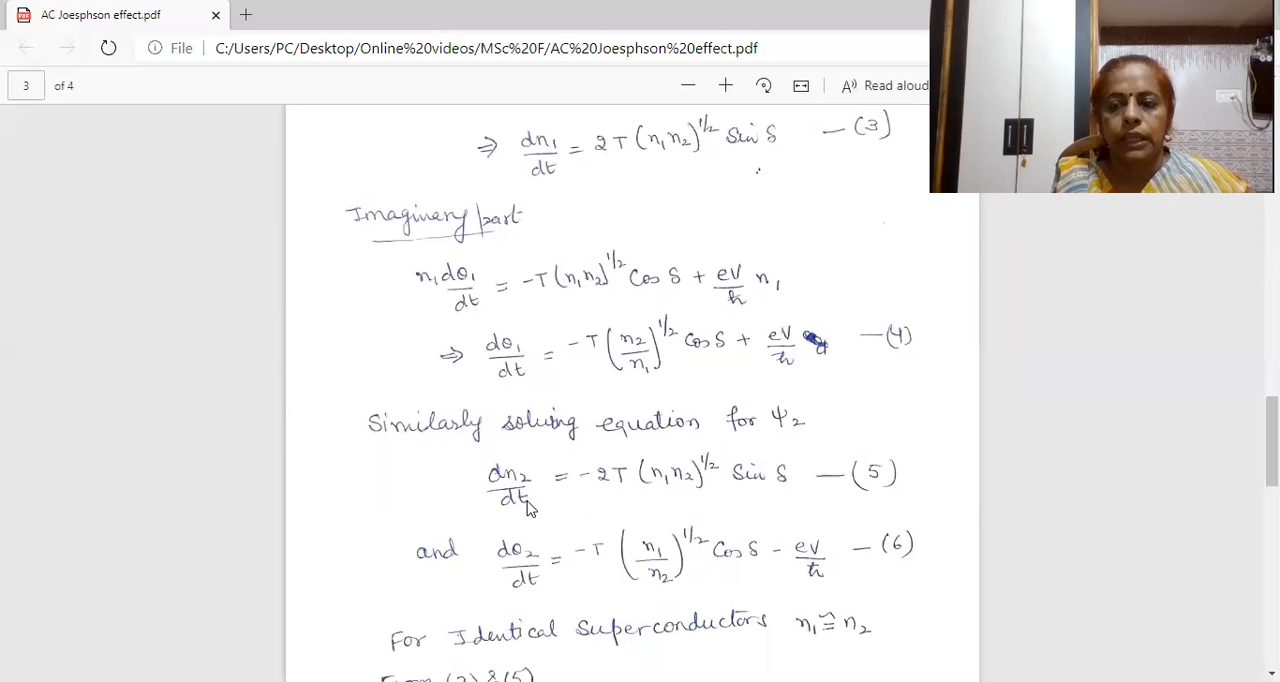 AC Joesphson effect.pdf
File C:/Users/PC/Desktop/Online%20videos/MSc%20F/AC%20Joesphson%20effect.pdf
3 of 4 Read aloud
⇒ dn₁/dt = 2T (n₁n₂)^1/2 Sin δ — (3)
Imaginary part
n₁dθ₁/dt = -T(n₁n₂)^1/2 Cos δ + eV/ħ n₁
⇒ dθ₁/dt = -T (n₂/n₁)^1/2 Cos δ + eV/ħ — (4)
Similarly solving equation for Ψ₂
dn₂/dt = -2T (n₁n₂)^1/2 Sin δ — (5)
and dθ₂/dt = -T (n₁/n₂)^1/2 Cos δ - eV/ħ — (6)
For Identical Superconductors n₁ ≅ n₂